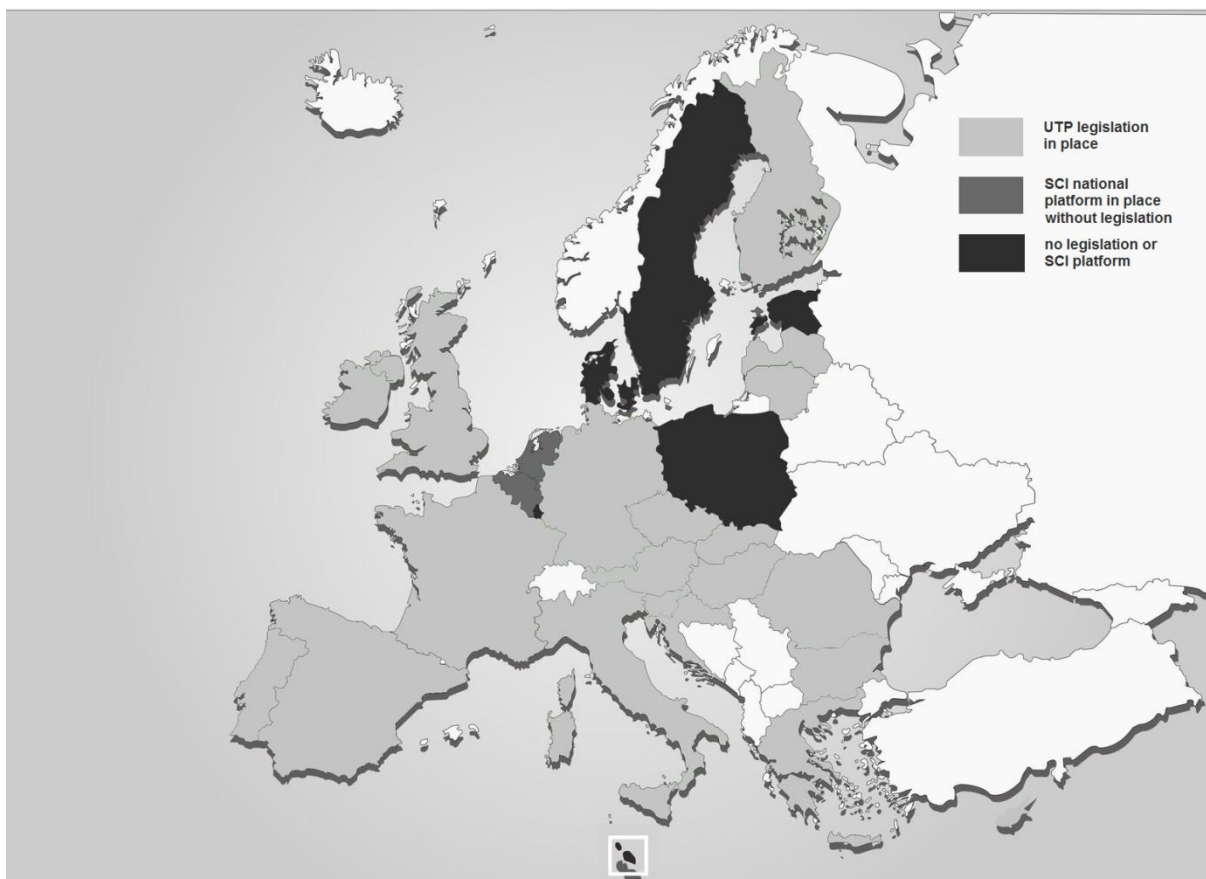 UTP legislation
in place
SCI national
platform in place
without legislation
no legislation or
SCI platform